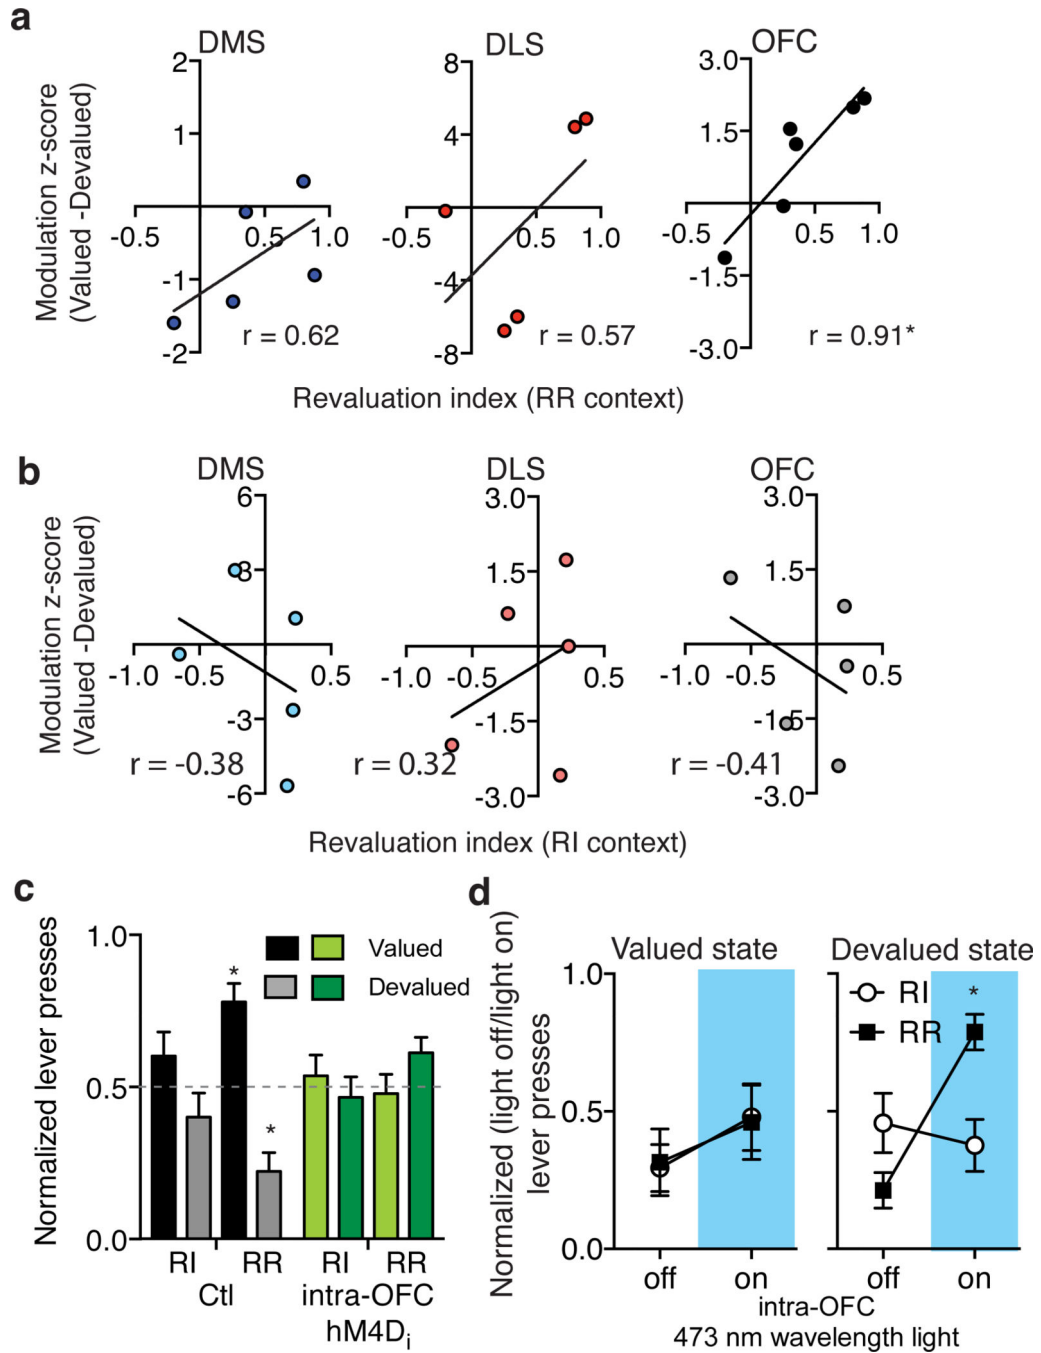 a
DMS
DLS
OFC
Modulation z-score
(Valued -Devalued)
2
1
-1
-2
-0.5
0.5
1.0
r = 0.62
8
4
-4
-8
-0.5
0.5
1.0
r = 0.57
3.0
1.5
-1.5
-3.0
-0.5
0.5
1.0
r = 0.91*
Revaluation index (RR context)
b
DMS
DLS
OFC
Modulation z-score
(Valued -Devalued)
6
3
-3
-6
-1.0
-0.5
0.5
r = -0.38
3.0
1.5
-1.5
-3.0
-1.0
-0.5
0.5
r = 0.32
3.0
1.5
-1.5
-3.0
-1.0
-0.5
0.5
r = -0.41
Revaluation index (RI context)
c
Normalized lever presses
1.0
0.5
0.0
*
*
Valued
Devalued
RI
RR
RI
RR
Ctl
intra-OFC
hM4Di
d
Normalized (light off/light on)
lever presses
Valued state
Devalued state
1.0
0.5
0.0
RI
RR
*
off
on
off
on
intra-OFC
473 nm wavelength light